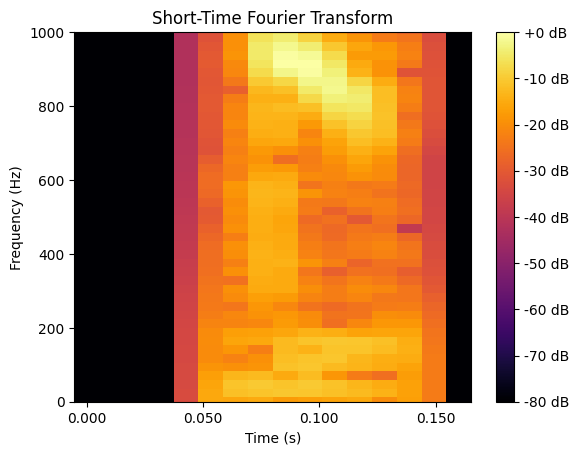 Short-Time Fourier Transform
1000
800
600
400
200
0
Frequency (Hz)
0.000
0.050
0.100
0.150
Time (s)
+0 dB
-10 dB
-20 dB
-30 dB
-40 dB
-50 dB
-60 dB
-70 dB
-80 dB